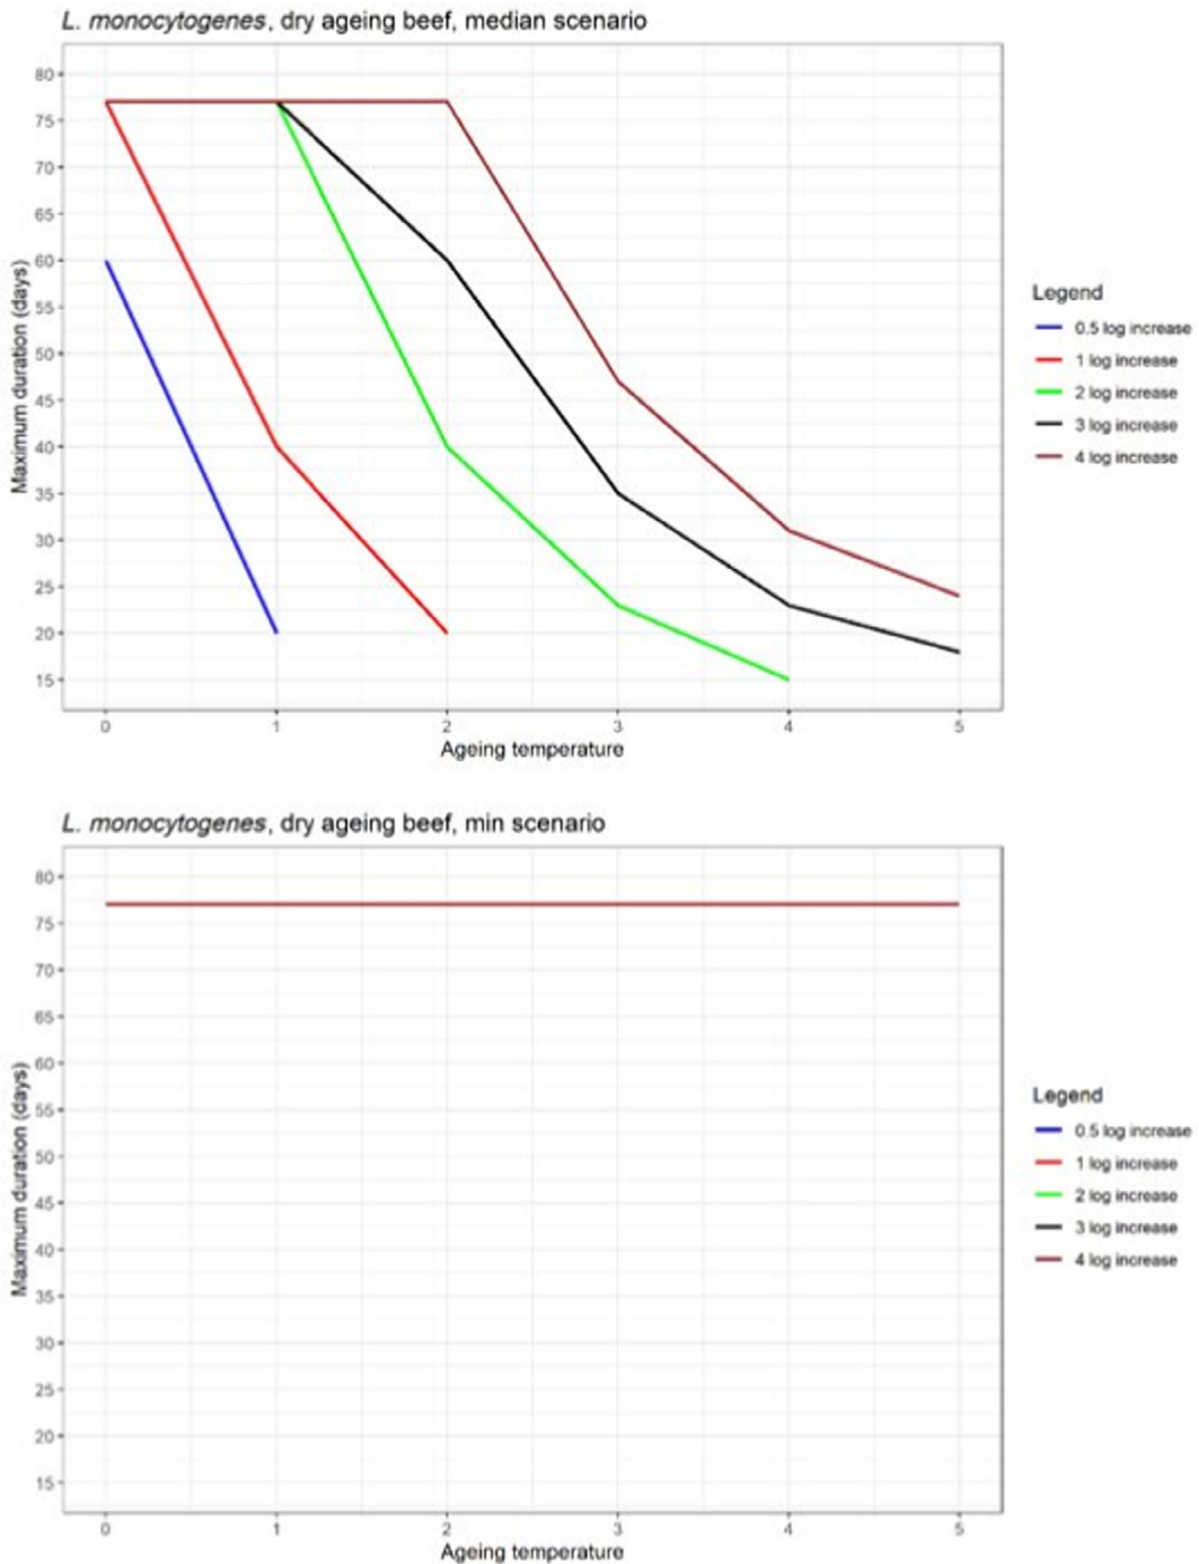 L. monocytogenes, dry ageing beef, median scenario
80
75
70
65
60
55
50
45
40
35
30
25
20
15
Maximum duration (days)
0 1 2 3 4 5
Ageing temperature
Legend
0.5 log increase
1 log increase
2 log increase
3 log increase
4 log increase
L. monocytogenes, dry ageing beef, min scenario
80
75
70
65
60
55
50
45
40
35
30
25
20
15
Maximum duration (days)
0 1 2 3 4 5
Ageing temperature
Legend
0.5 log increase
1 log increase
2 log increase
3 log increase
4 log increase